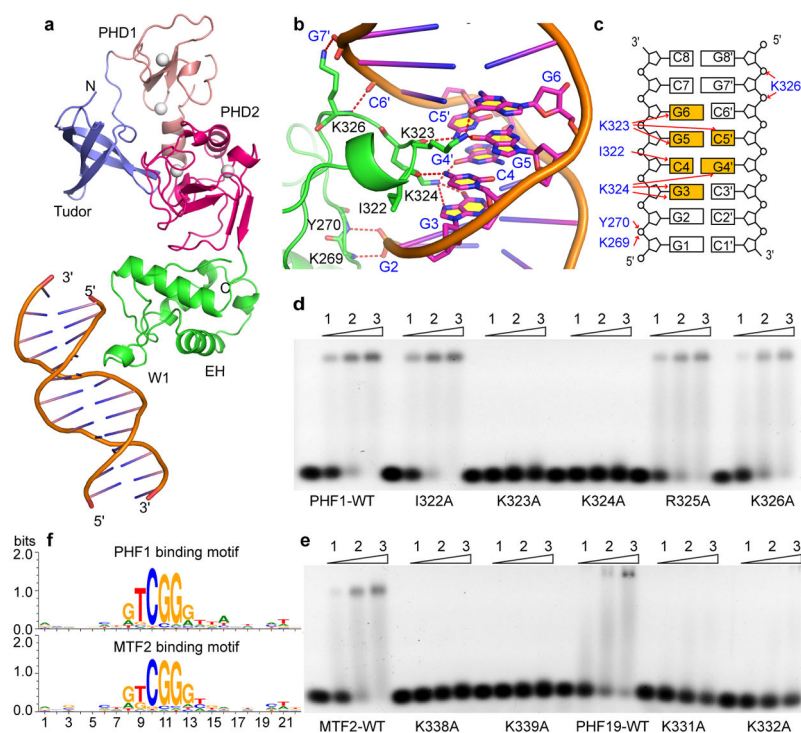 a
PHD1
N
PHD2
Tudor
3'
5'
C
W1
EH
5'
3'
b
G7'
C6'
K326
K323
C5'
G6
G4'
G5
K324
C4
I322
G3
Y270
K269
G2
c
3' 5'
C8 G8'
C7 G7'
K326
G6 C6'
K323
G5 C5'
I322
C4 G4'
K324
G3 C3'
Y270
G2 C2'
K269
G1 C1'
5' 3'
d
1 2 3 1 2 3 1 2 3 1 2 3 1 2 3 1 2 3
PHF1-WT I322A K323A K324A R325A K326A
e
1 2 3 1 2 3 1 2 3 1 2 3 1 2 3 1 2 3
MTF2-WT K338A K339A PHF19-WT K331A K332A
f
bits
2.0
PHF1 binding motif
1.0
GTCGGG
0.0
2.0
MTF2 binding motif
1.0
GTCGGG
0.0
1 3 5 7 9 11 13 15 17 19 21